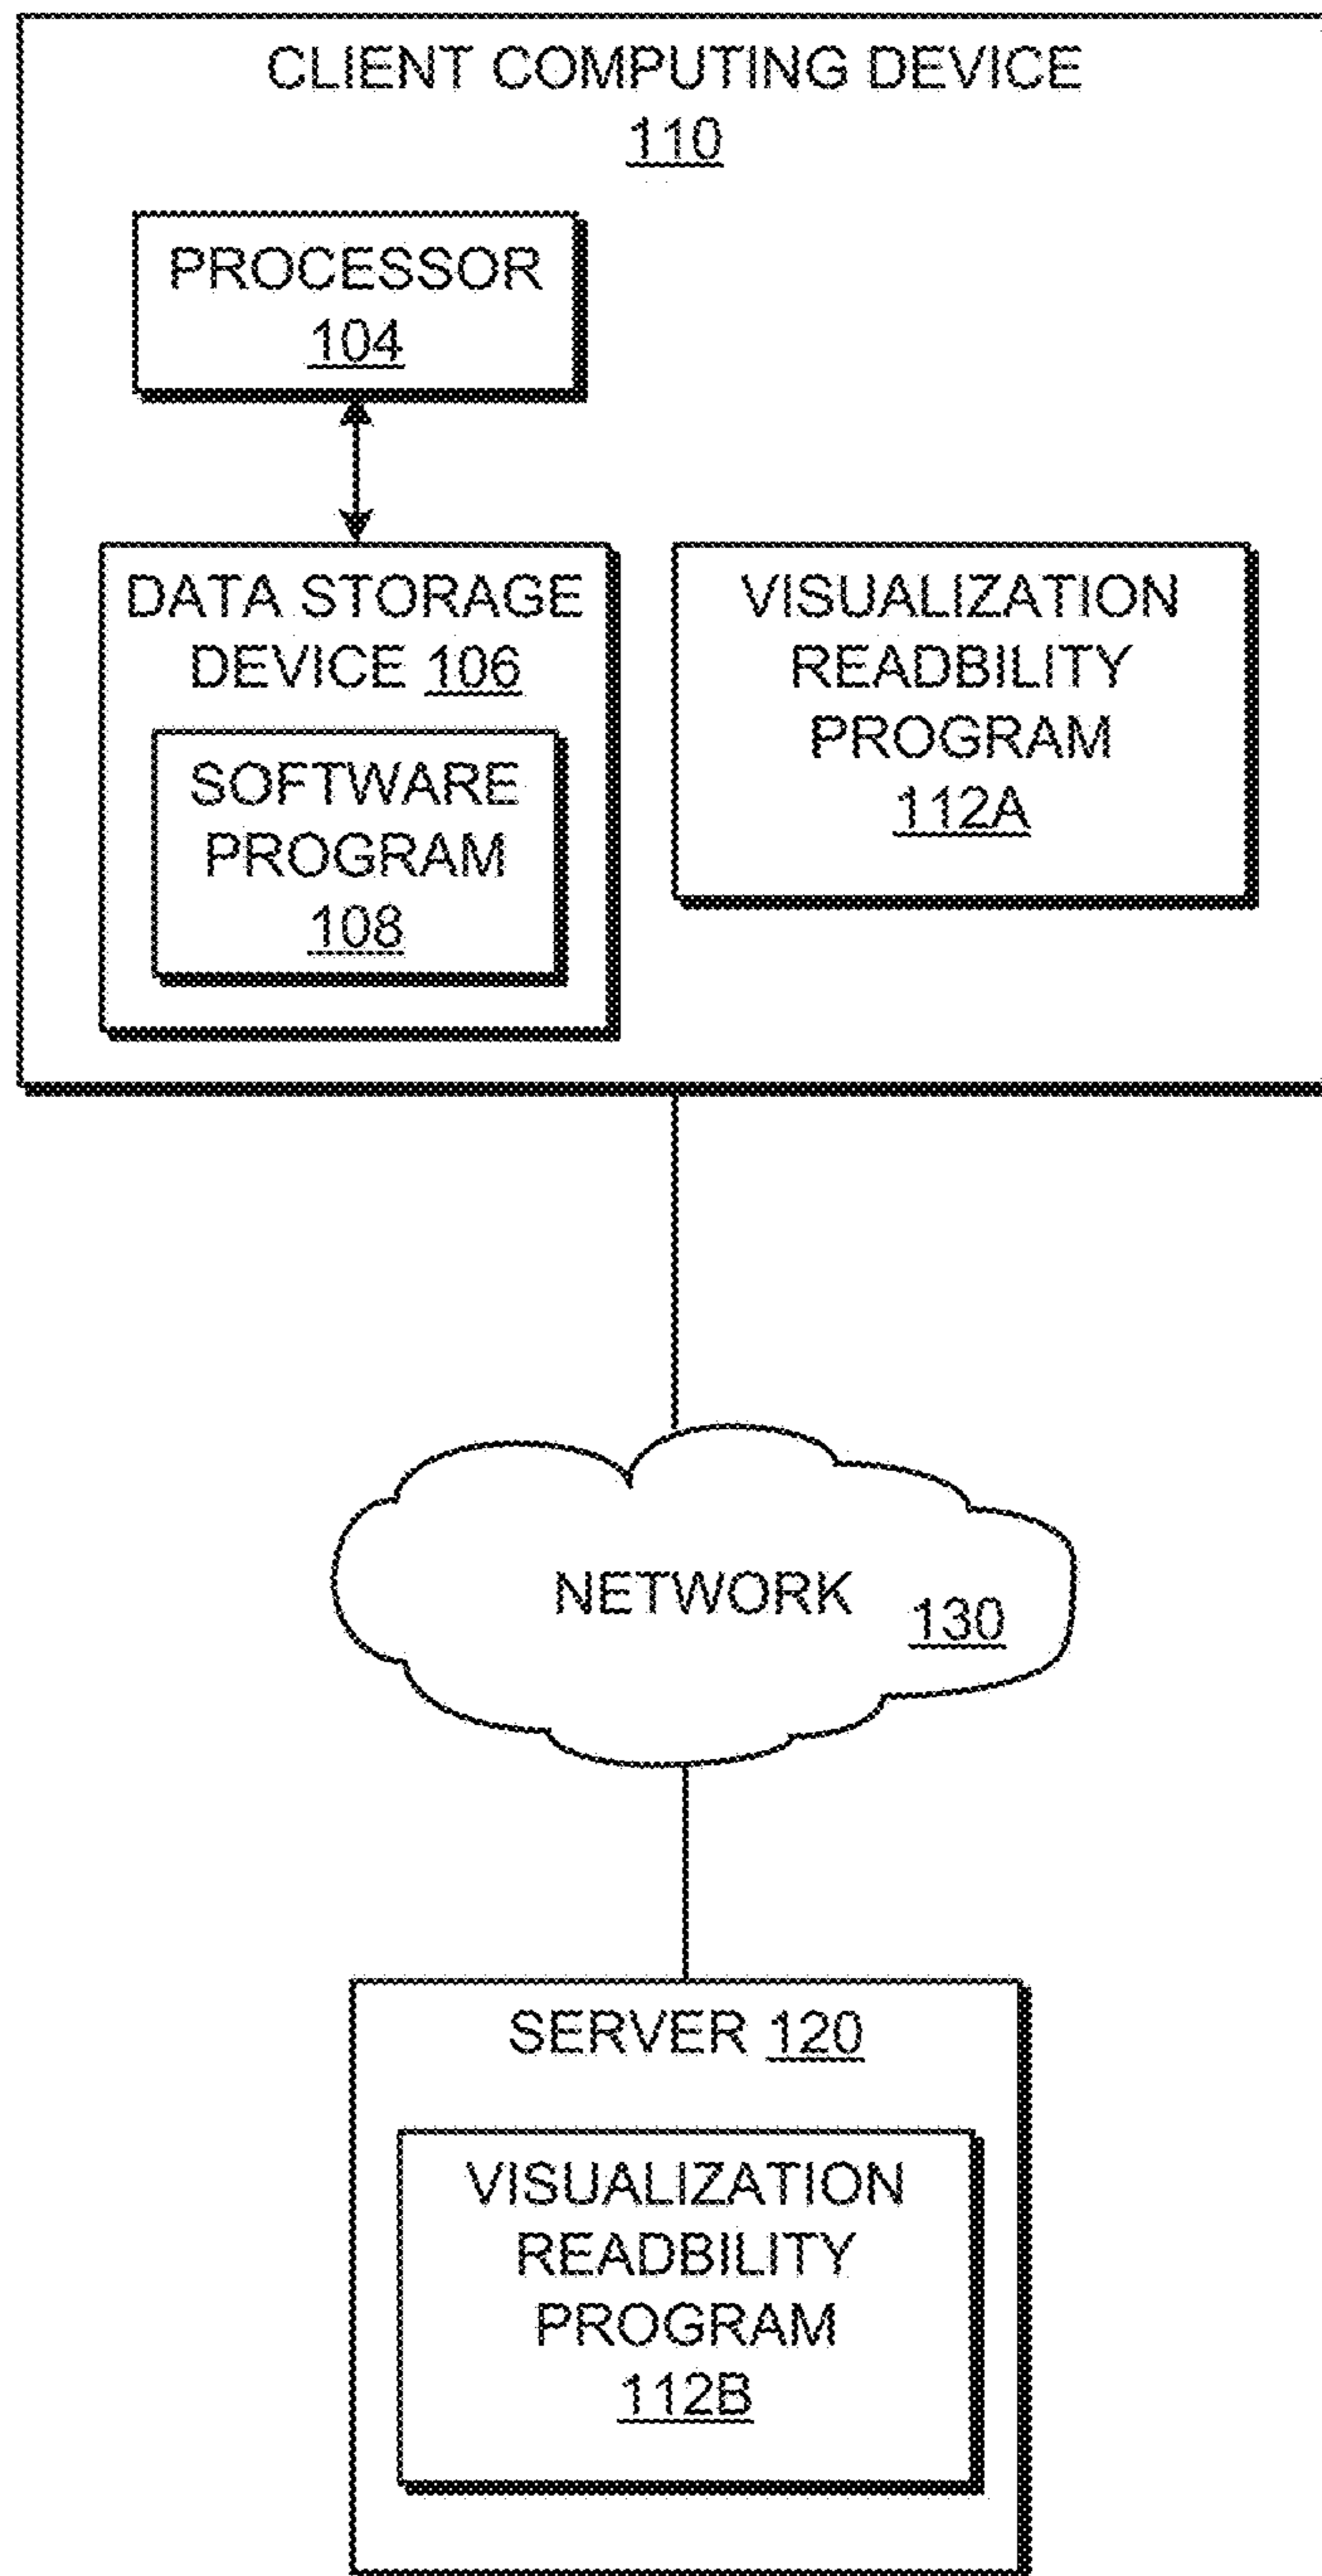 CLIENT COMPUTING DEVICE
110
PROCESSOR
104
DATA STORAGE
DEVICE 106
SOFTWARE
PROGRAM
108
VISUALIZATION
READBILITY
PROGRAM
112A
NETWORK 130
SERVER 120
VISUALIZATION
READBILITY
PROGRAM
112B